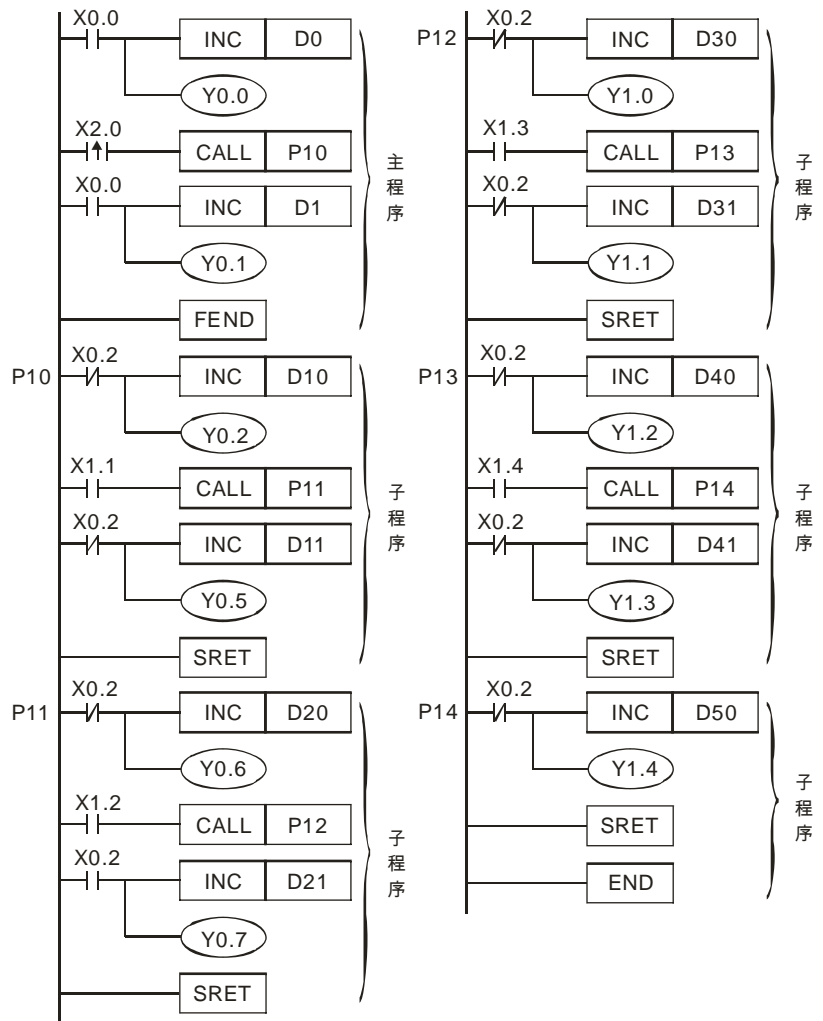 X0.0
INC D0
Y0.0
X2.0
CALL P10
X0.0
INC D1
Y0.1
FEND
主程序
P10
X0.2
INC D10
Y0.2
X1.1
CALL P11
X0.2
INC D11
Y0.5
SRET
子程序
P11
X0.2
INC D20
Y0.6
X1.2
CALL P12
X0.2
INC D21
Y0.7
SRET
子程序
P12
X0.2
INC D30
Y1.0
X1.3
CALL P13
X0.2
INC D31
Y1.1
SRET
子程序
P13
X0.2
INC D40
Y1.2
X1.4
CALL P14
X0.2
INC D41
Y1.3
SRET
子程序
P14
X0.2
INC D50
Y1.4
SRET
END
子程序